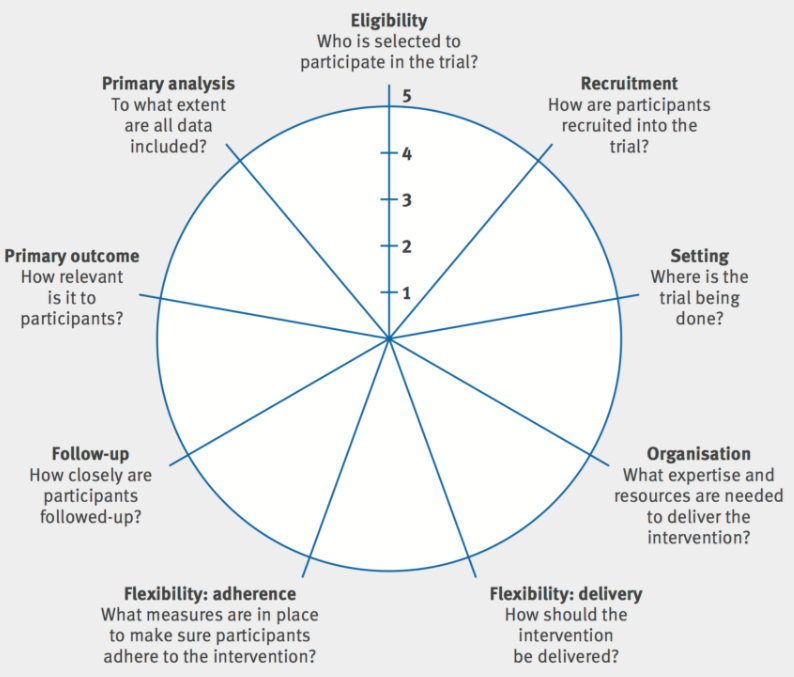 Eligibility
Who is selected to
participate in the trial?
Recruitment
How are participants
recruited into the
trial?
Setting
Where is the
trial being
done?
Organisation
What expertise and
resources are needed
to deliver the
intervention?
Flexibility: delivery
How should the
intervention
be delivered?
Flexibility: adherence
What measures are in place
to make sure participants
adhere to the intervention?
Follow-up
How closely are
participants
followed-up?
Primary outcome
How relevant
is it to
participants?
Primary analysis
To what extent
are all data
included?
5
4
3
2
1